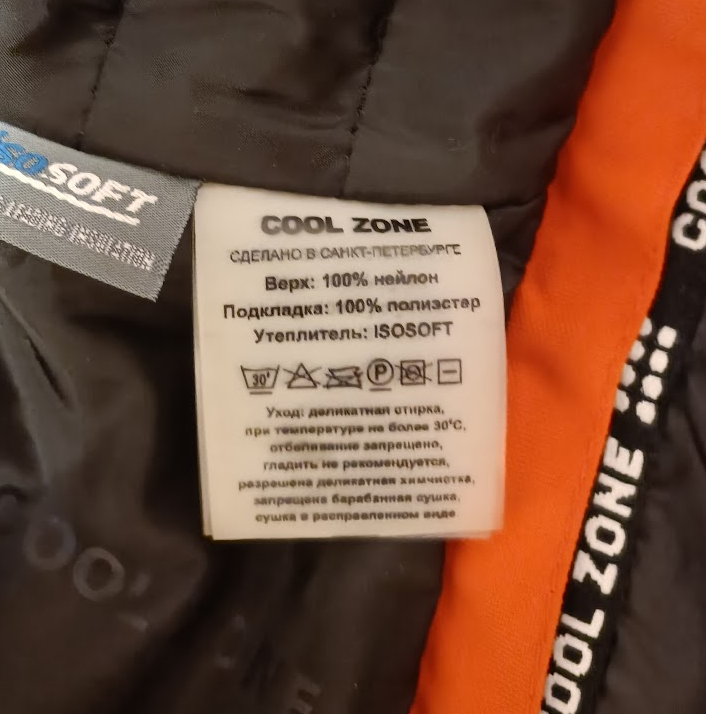 ISOSOFT
LEADING INSULATION
COOL ZONE
СДЕЛАНО В САНКТ-ПЕТЕРБУРГЕ
Верх: 100% нейлон
Подкладка: 100% полиэстер
Утеплитель: ISOSOFT
30° P
Уход: деликатная стирка,
при температуре не более 30°С,
отбеливание запрещено,
гладить не рекомендуется,
разрешена деликатная химчистка,
запрещена барабанная сушка,
сушка в расправленном виде
COOL ZONE